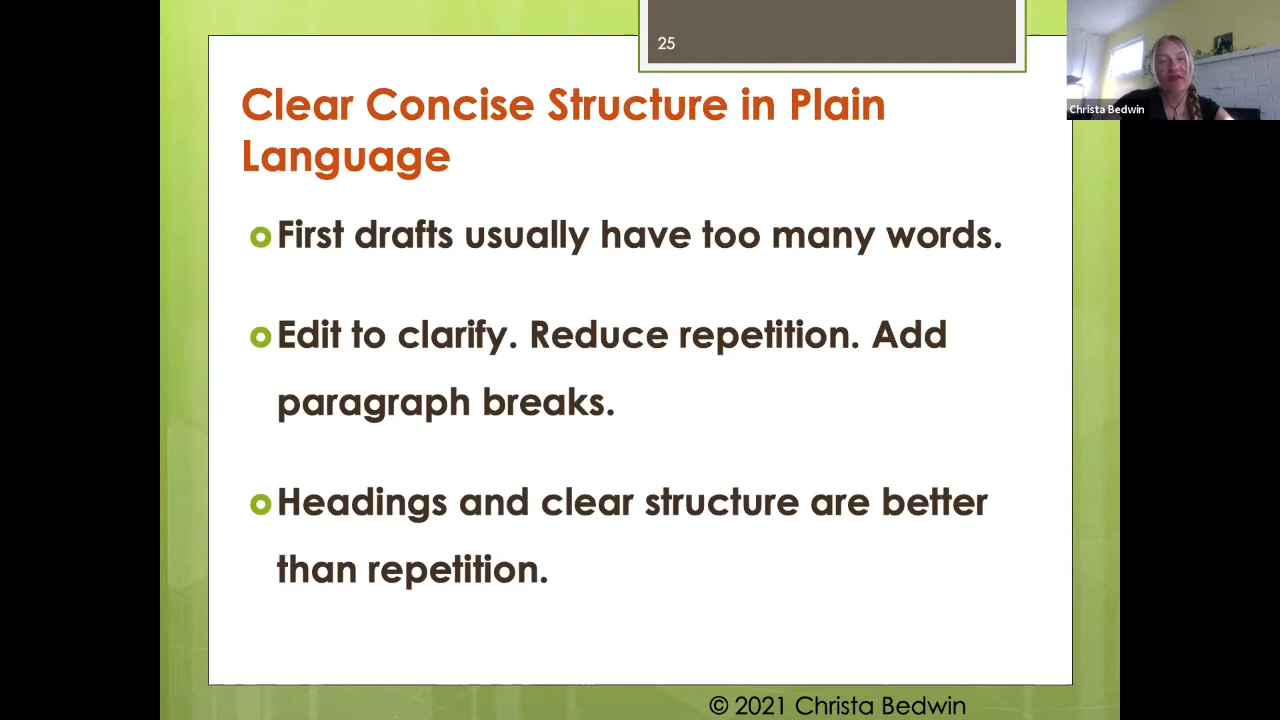 25
Christa Bedwin
Clear Concise Structure in Plain
Language
First drafts usually have too many words.
Edit to clarify. Reduce repetition. Add
paragraph breaks.
Headings and clear structure are better
than repetition.
© 2021 Christa Bedwin